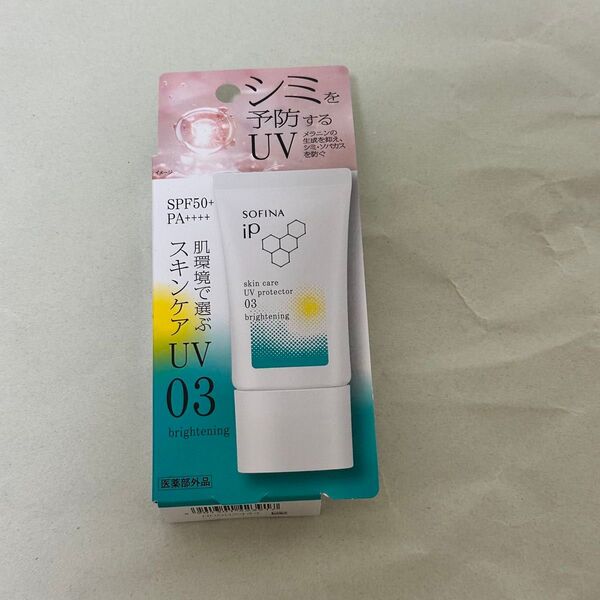 シミを
予防する
UV
メラニンの
生成を抑え、
シミ・ソバカス
を防ぐ
イメージ
SPF50+
PA++++
肌環境で選ぶ
スキンケアUV
03
brightening
医薬部外品
SOFINA
iP
skin care
UV protector
03
brightening